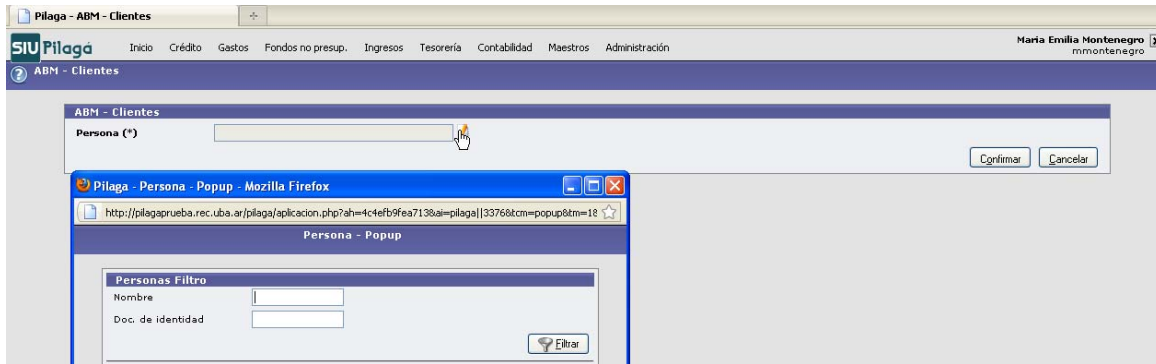 Pilaga - ABM - Clientes
SIU Pilagá Inicio Crédito Gastos Fondos no presup. Ingresos Tesorería Contabilidad Maestros Administración Maria Emilia Montenegro
mmontenegro
? ABM - Clientes
ABM - Clientes
Persona (*)
Confirmar Cancelar
Pilaga - Persona - Popup - Mozilla Firefox
http://pilagaprueba.rec.uba.ar/pilaga/aplicacion.php?ah=4c4efb9fea713&ai=pilaga||3376&tcm=popup&tm=18
Persona - Popup
Personas Filtro
Nombre
Doc. de identidad
Filtrar